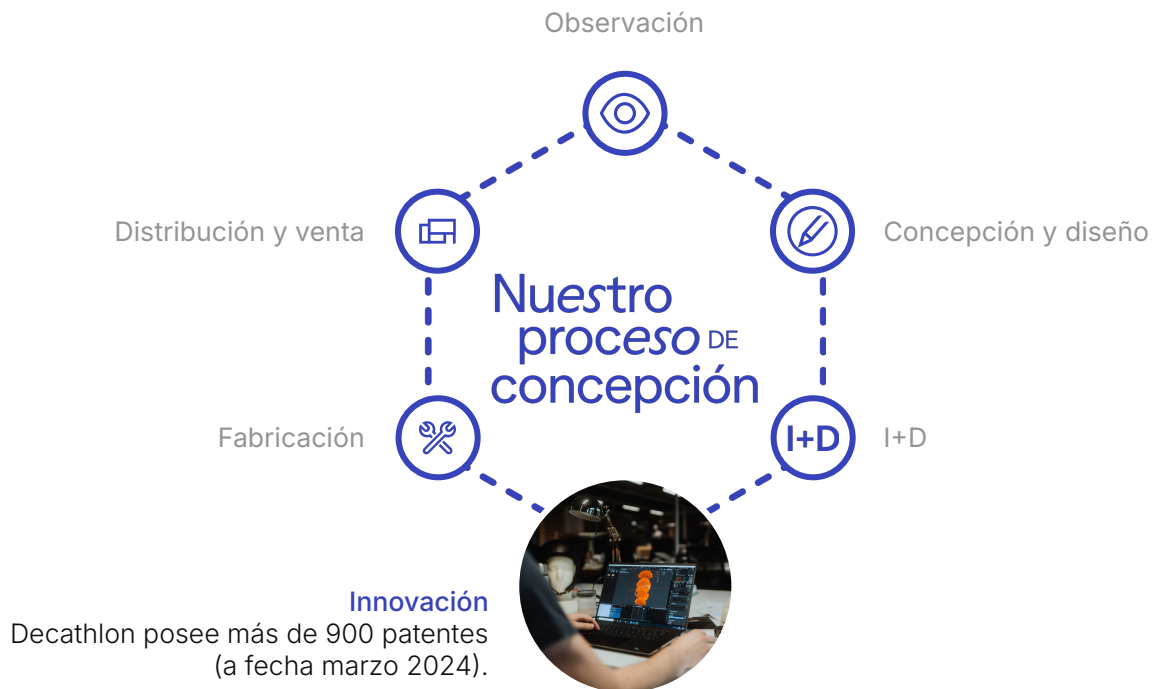 Observación
Distribución y venta
Concepción y diseño
Nuestro
proceso DE
concepción
Fabricación
I+D
I+D
Innovación
Decathlon posee más de 900 patentes
(a fecha marzo 2024).